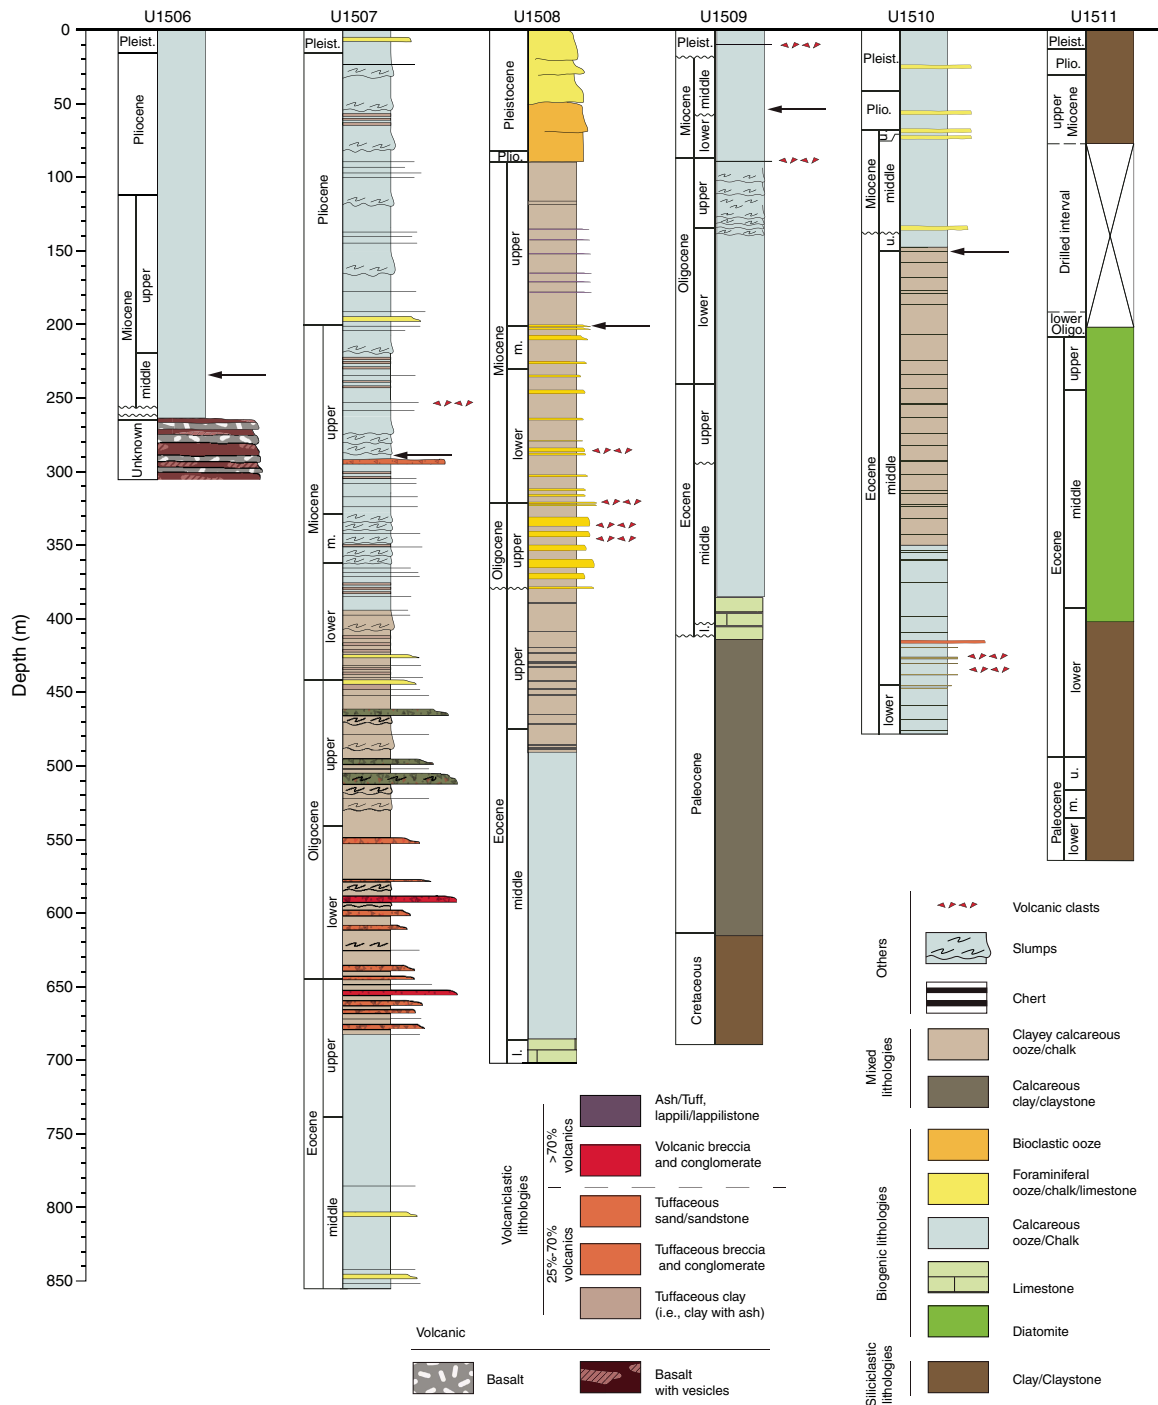 U1506
U1507
U1508
U1509
U1510
U1511
Depth (m)
0
50
100
150
200
250
300
350
400
450
500
550
600
650
700
750
800
850
Pleist.
Pliocene
Miocene
upper
middle
Unknown
Pleist.
Pliocene
Miocene
upper
m.
lower
Oligocene
upper
lower
Eocene
upper
middle
Pleistocene
Plio.
Miocene
upper
m.
lower
Oligocene
upper
Eocene
upper
middle
l.
Pleist.
Miocene
middle
lower
Oligocene
upper
lower
Eocene
upper
middle
l.
Paleocene
Cretaceous
Pleist.
Plio.
Miocene
u.
middle
u.
Eocene
middle
lower
Pleist.
Plio.
upper
Miocene
Drilled interval
lower
Oligo.
Eocene
upper
middle
lower
Paleocene
u.
m.
lower
Volcaniclastic
lithologies
>70%
volcanics
25%-70%
volcanics
Ash/Tuff,
lappili/lappilistone
Volcanic breccia
and conglomerate
Tuffaceous
sand/sandstone
Tuffaceous breccia
and conglomerate
Tuffaceous clay
(i.e., clay with ash)
Volcanic
Basalt
Basalt
with vesicles
Others
Volcanic clasts
Slumps
Chert
Mixed
lithologies
Clayey calcareous
ooze/chalk
Calcareous
clay/claystone
Biogenic lithologies
Bioclastic ooze
Foraminiferal
ooze/chalk/limestone
Calcareous
ooze/Chalk
Limestone
Diatomite
Siliciclastic
lithologies
Clay/Claystone